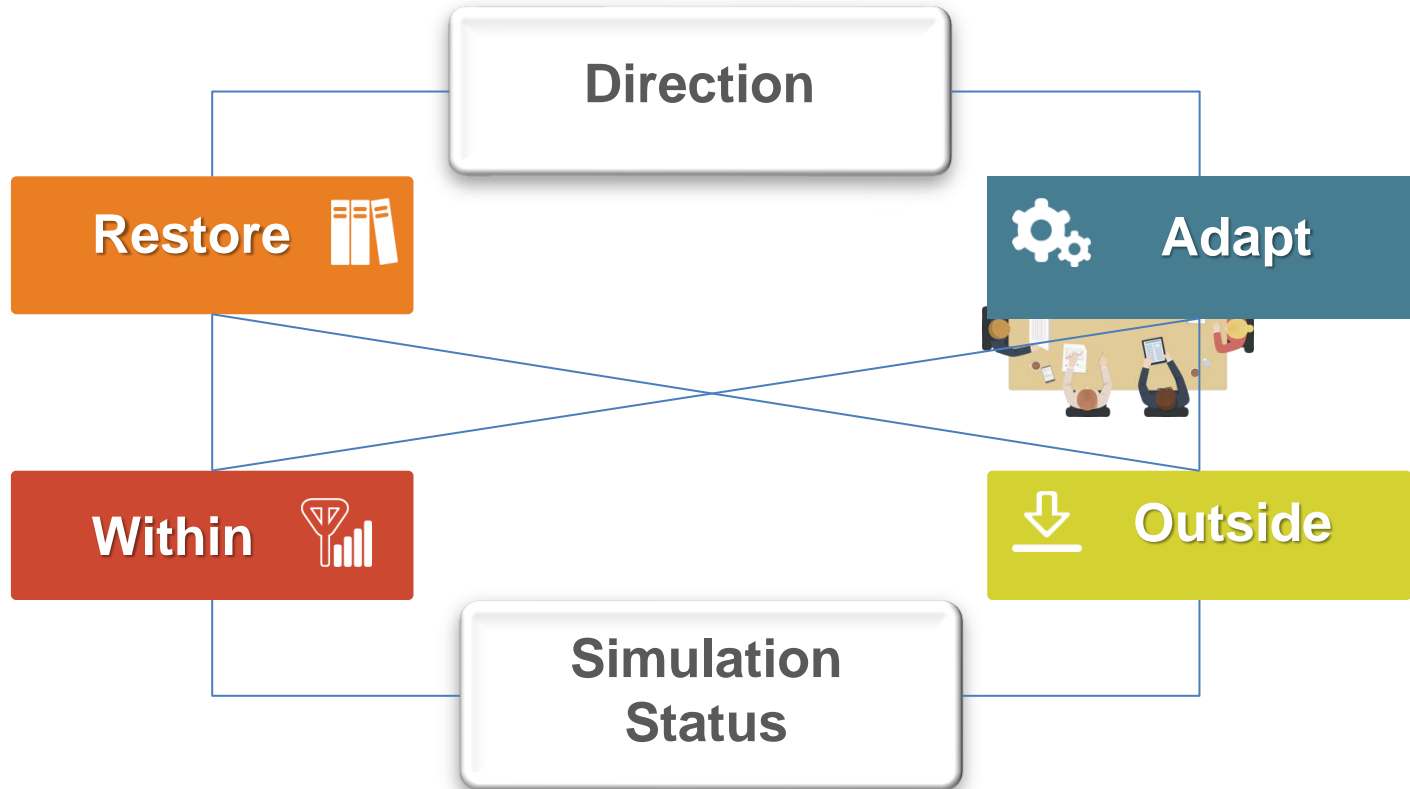 Direction
Restore
Adapt
Within
Outside
Simulation
Status